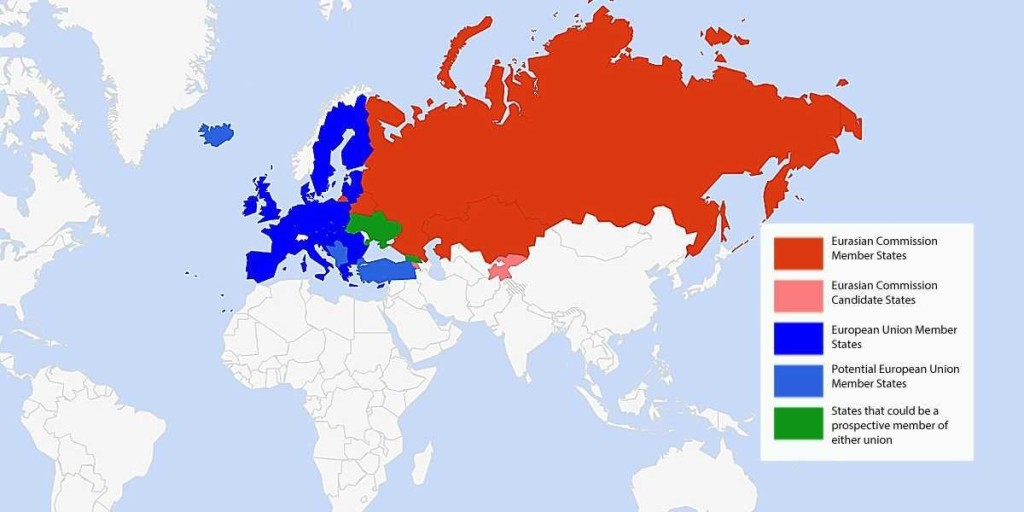 Eurasian Commission
Member States
Eurasian Commission
Candidate States
European Union Member
States
Potential European Union
Member States
States that could be a
prospective member of
either union